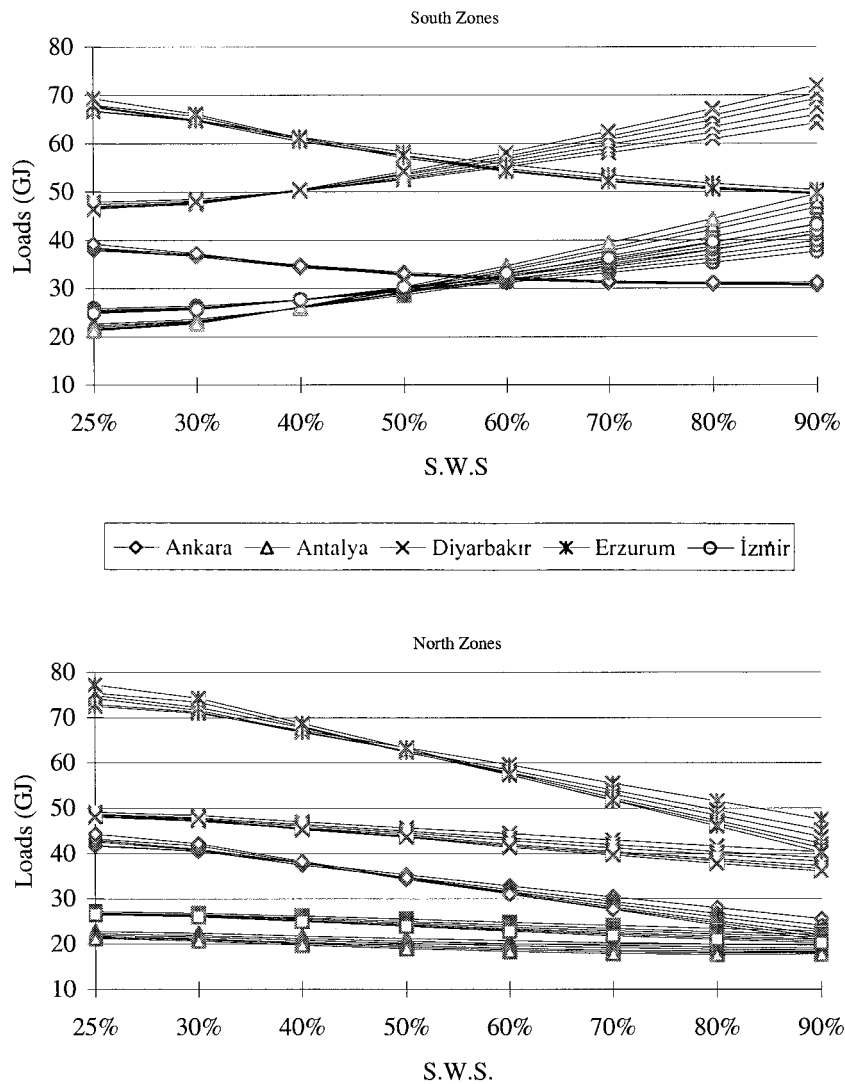 South Zones
80
70
60
50
40
30
20
10
Loads (GJ)
25% 30% 40% 50% 60% 70% 80% 90%
S.W.S
Ankara Antalya Diyarbakır Erzurum İzmir
North Zones
80
70
60
50
40
30
20
10
Loads (GJ)
25% 30% 40% 50% 60% 70% 80% 90%
S.W.S.